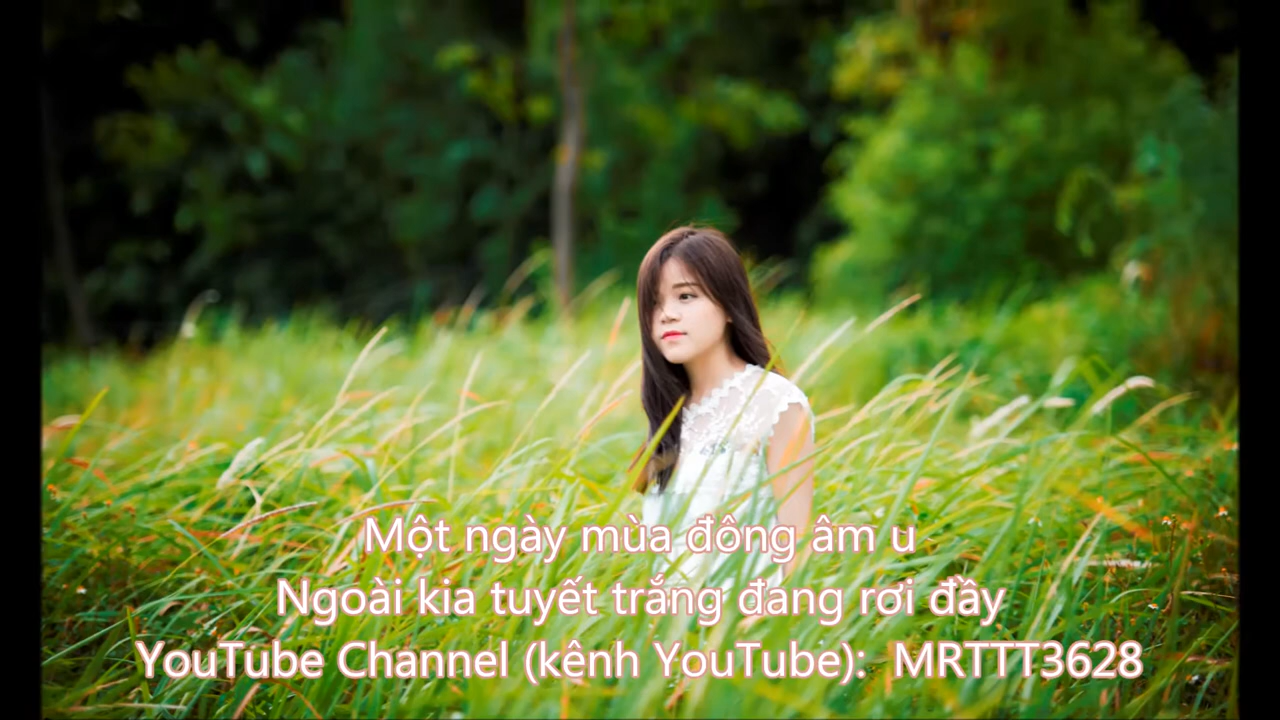 Một ngày mùa đông âm u
Ngoài kia tuyết trắng đang rơi đầy
YouTube Channel (kênh YouTube):  MRTTT3628